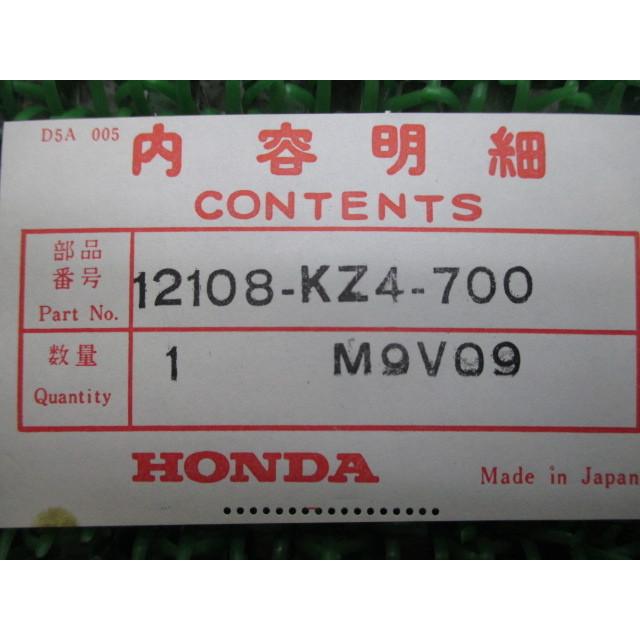 D5A 005
内容明細
CONTENTS
部品
番号
Part No.
12108-KZ4-700
数量
Quantity
1 M9V09
HONDA
Made in Japan